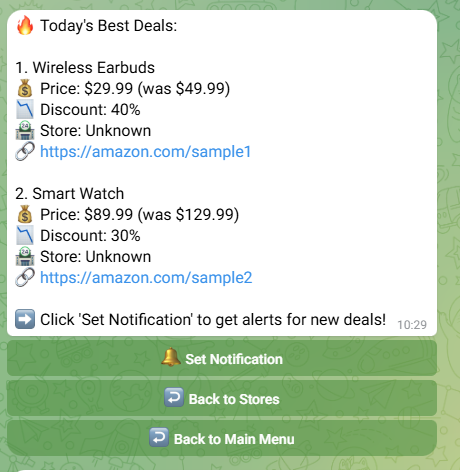 🔥 Today's Best Deals:
1. Wireless Earbuds
💰 Price: $29.99 (was $49.99)
📉 Discount: 40%
🏪 Store: Unknown
🔗 https://amazon.com/sample1
2. Smart Watch
💰 Price: $89.99 (was $129.99)
📉 Discount: 30%
🏪 Store: Unknown
🔗 https://amazon.com/sample2
➡️ Click 'Set Notification' to get alerts for new deals! 10:29
🔔 Set Notification
↩️ Back to Stores
↩️ Back to Main Menu